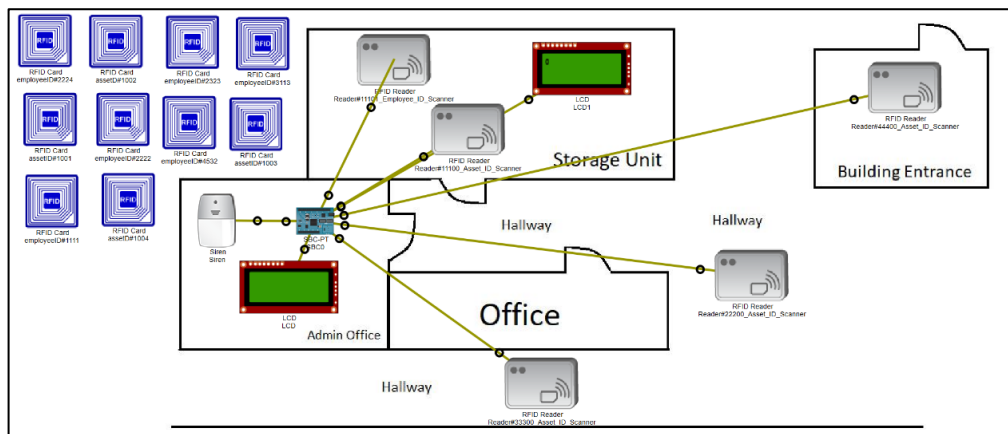 RFID
RFID
RFID
RFID
RFID Card
employeeID#2224
RFID Card
assetID#1002
RFID Card
employeeID#2323
RFID Card
employeeID#3113
RFID
RFID
RFID
RFID
RFID Card
assetID#1001
RFID Card
employeeID#2222
RFID Card
employeeID#4532
RFID Card
assetID#1003
RFID
RFID
RFID Card
employeeID#1111
RFID Card
assetID#1004
RFID Reader
Reader#11101_Employee_ID_Scanner
0
LCD
LCD1
RFID Reader
Reader#11100_Asset_ID_Scanner
Storage Unit
RFID Reader
Reader#44400_Asset_ID_Scanner
Building Entrance
Siren
Siren
SBC-PT
SBC0
LCD
LCD
Admin Office
Hallway
Hallway
RFID Reader
Reader#22200_Asset_ID_Scanner
Office
Hallway
RFID Reader
Reader#33300_Asset_ID_Scanner